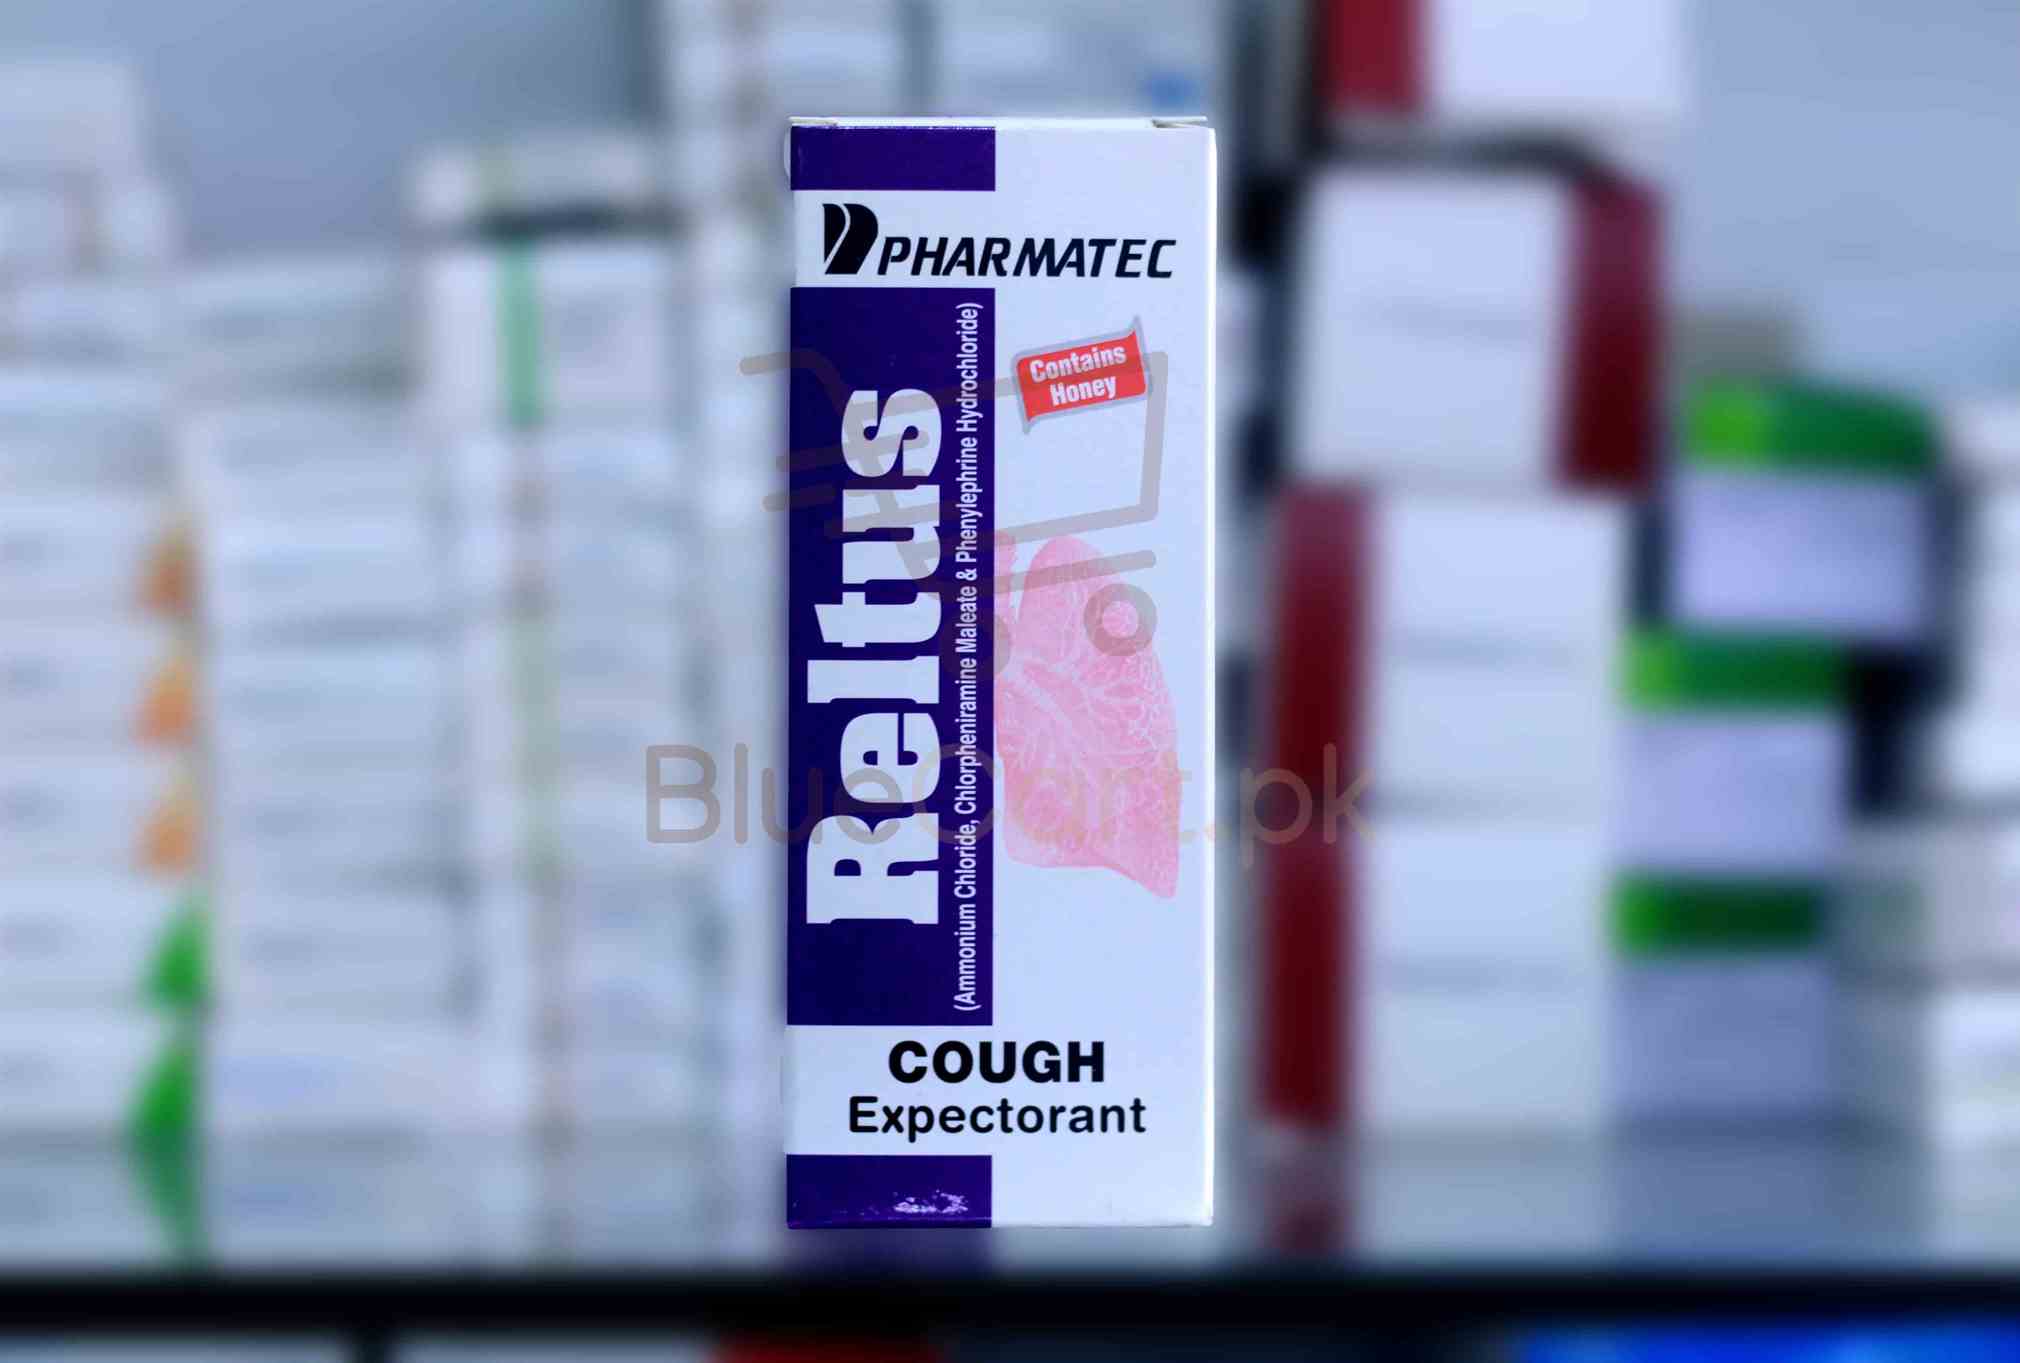 PHARMATEC
Contains
Honey
Reltus
(Ammonium Chloride, Chlorpheniramine Maleate & Phenylephrine Hydrochloride)
BlueCart.pk
COUGH
Expectorant